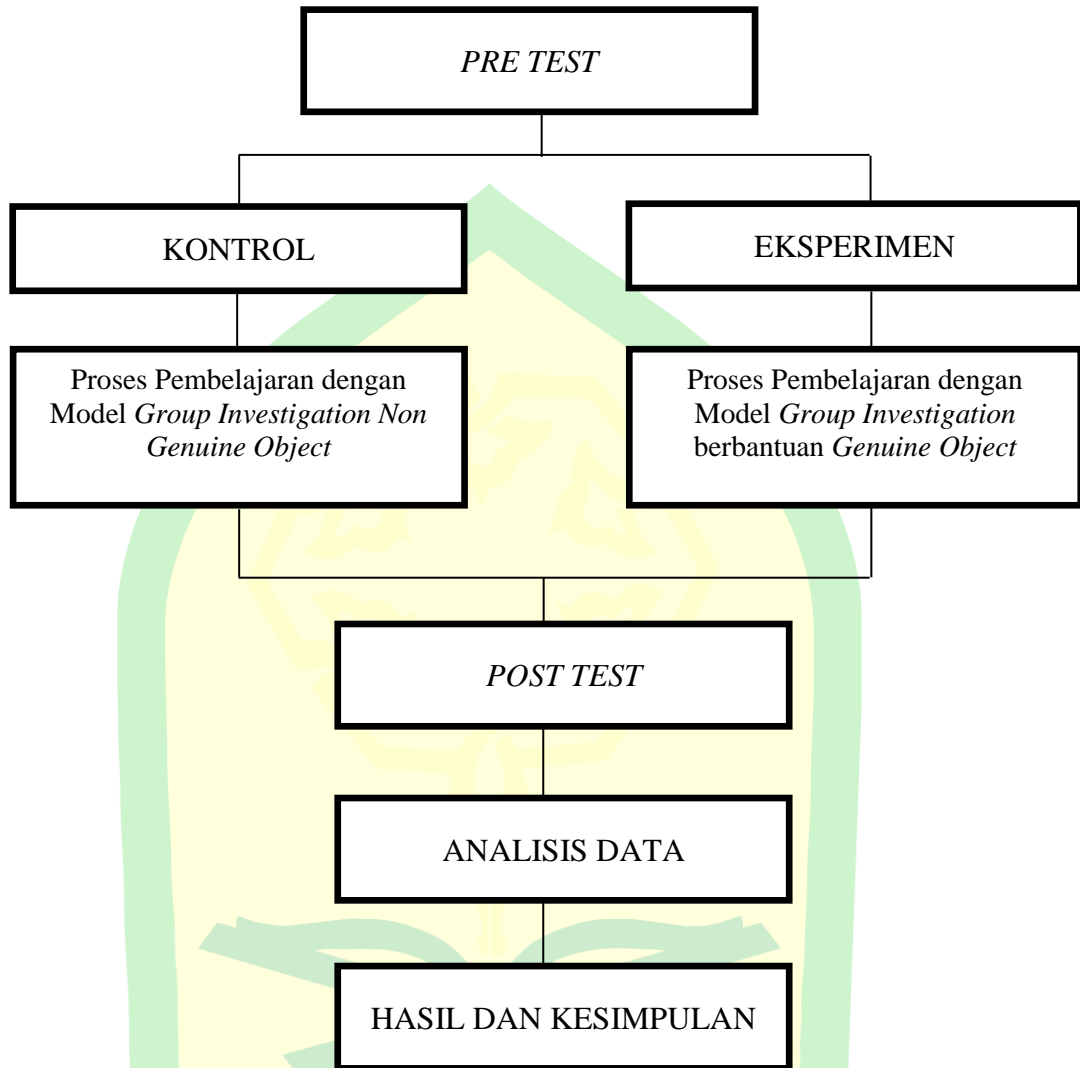 PRE TEST
KONTROL
EKSPERIMEN
Proses Pembelajaran dengan
Model Group Investigation Non
Genuine Object
Proses Pembelajaran dengan
Model Group Investigation
berbantuan Genuine Object
POST TEST
ANALISIS DATA
HASIL DAN KESIMPULAN